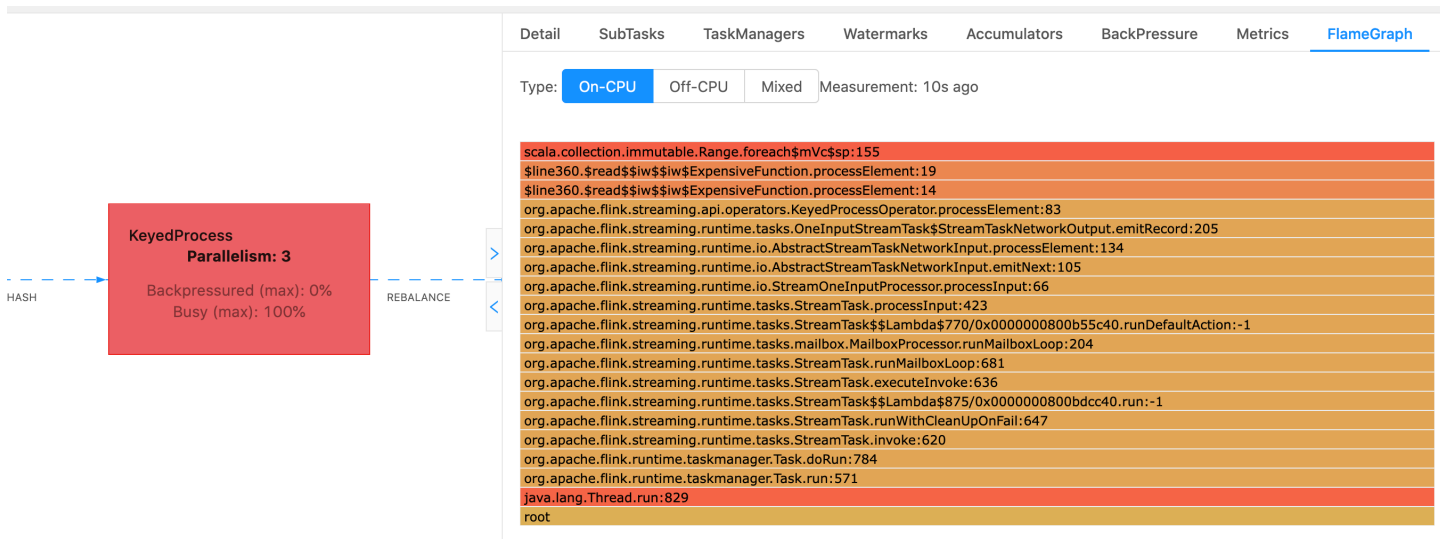 Detail SubTasks TaskManagers Watermarks Accumulators BackPressure Metrics FlameGraph
Type: On-CPU Off-CPU Mixed Measurement: 10s ago
KeyedProcess
Parallelism: 3
Backpressured (max): 0%
Busy (max): 100%
HASH
REBALANCE
scala.collection.immutable.Range.foreach$mVc$sp:155
$line360.$read$$iw$$iw$ExpensiveFunction.processElement:19
$line360.$read$$iw$$iw$ExpensiveFunction.processElement:14
org.apache.flink.streaming.api.operators.KeyedProcessOperator.processElement:83
org.apache.flink.streaming.runtime.tasks.OneInputStreamTask$StreamTaskNetworkOutput.emitRecord:205
org.apache.flink.streaming.runtime.io.AbstractStreamTaskNetworkInput.processElement:134
org.apache.flink.streaming.runtime.io.AbstractStreamTaskNetworkInput.emitNext:105
org.apache.flink.streaming.runtime.io.StreamOneInputProcessor.processInput:66
org.apache.flink.streaming.runtime.tasks.StreamTask.processInput:423
org.apache.flink.streaming.runtime.tasks.StreamTask$$Lambda$770/0x0000000800b55c40.runDefaultAction:-1
org.apache.flink.streaming.runtime.tasks.mailbox.MailboxProcessor.runMailboxLoop:204
org.apache.flink.streaming.runtime.tasks.StreamTask.runMailboxLoop:681
org.apache.flink.streaming.runtime.tasks.StreamTask.executeInvoke:636
org.apache.flink.streaming.runtime.tasks.StreamTask$$Lambda$875/0x0000000800bdcc40.run:-1
org.apache.flink.streaming.runtime.tasks.StreamTask.runWithCleanUpOnFail:647
org.apache.flink.streaming.runtime.tasks.StreamTask.invoke:620
org.apache.flink.runtime.taskmanager.Task.doRun:784
org.apache.flink.runtime.taskmanager.Task.run:571
java.lang.Thread.run:829
root